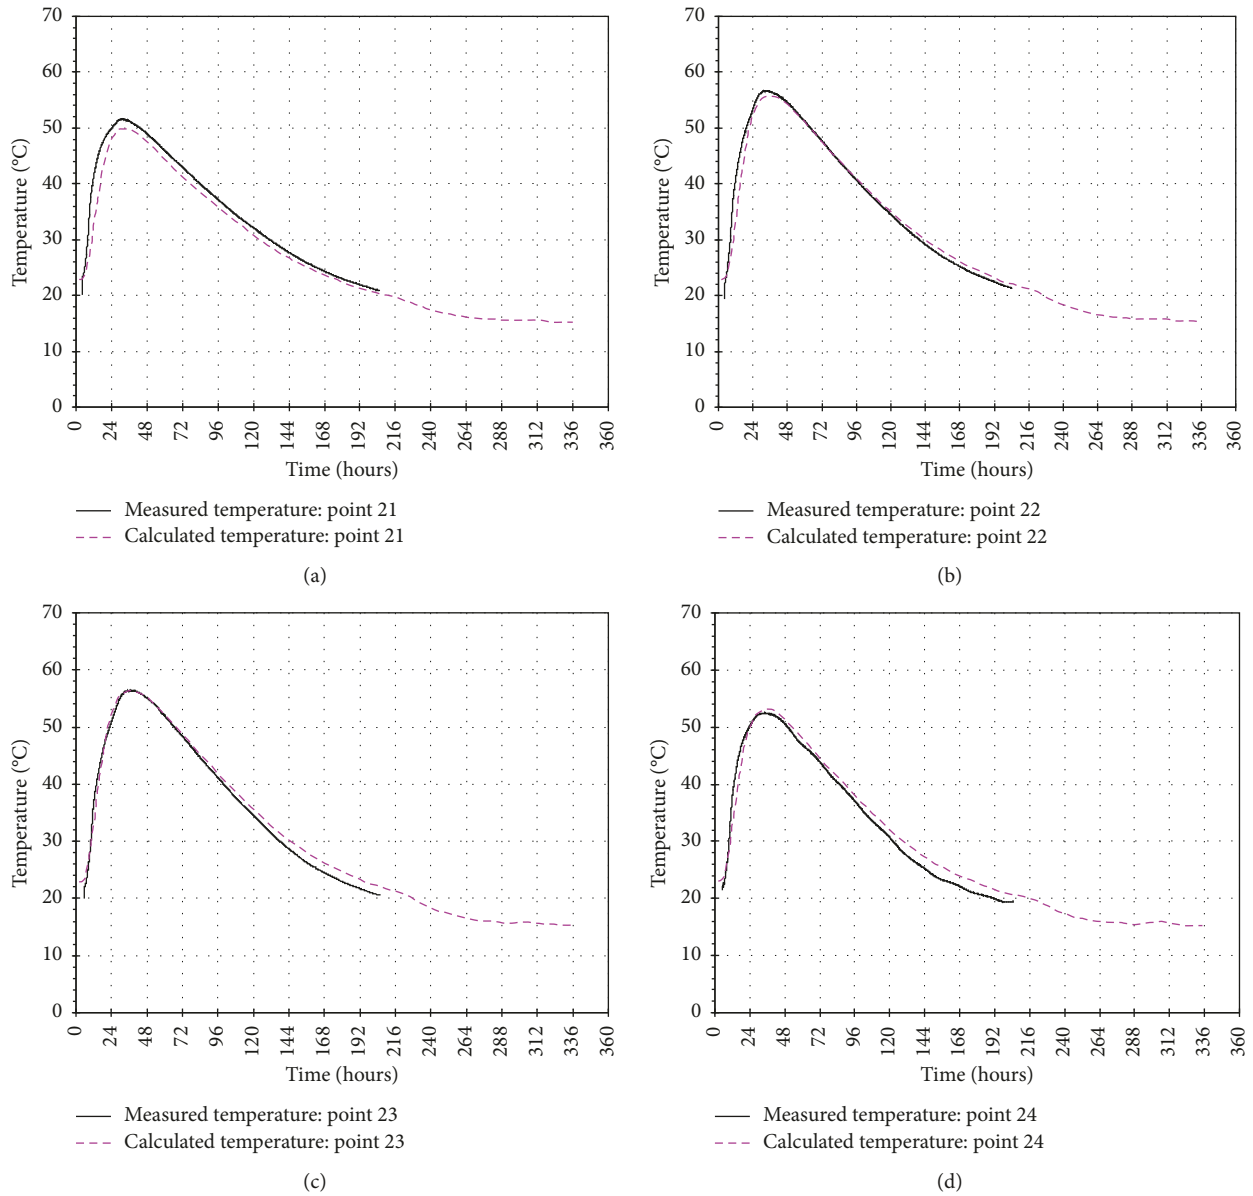 70
60
50
40
30
20
10
0
Temperature (°C)
0 24 48 72 96 120 144 168 192 216 240 264 288 312 336 360
Time (hours)
Measured temperature: point 21
Calculated temperature: point 21
(a)
70
60
50
40
30
20
10
0
Temperature (°C)
0 24 48 72 96 120 144 168 192 216 240 264 288 312 336 360
Time (hours)
Measured temperature: point 22
Calculated temperature: point 22
(b)
70
60
50
40
30
20
10
0
Temperature (°C)
0 24 48 72 96 120 144 168 192 216 240 264 288 312 336 360
Time (hours)
Measured temperature: point 23
Calculated temperature: point 23
(c)
70
60
50
40
30
20
10
0
Temperature (°C)
0 24 48 72 96 120 144 168 192 216 240 264 288 312 336 360
Time (hours)
Measured temperature: point 24
Calculated temperature: point 24
(d)